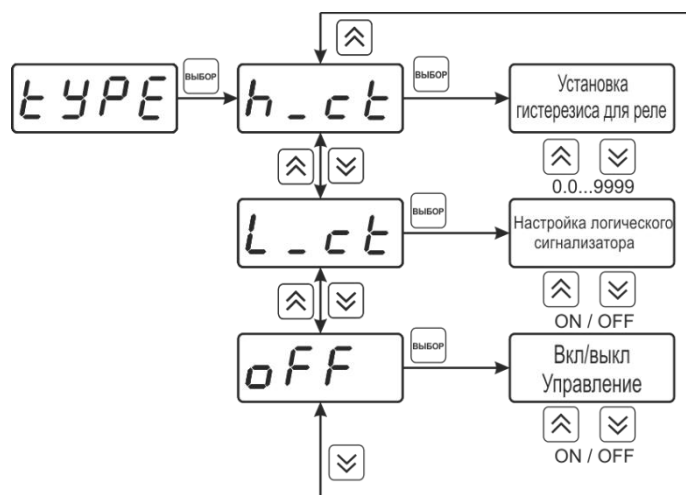 tYPE
ВЫБОР
h_ct
ВЫБОР
Установка
гистерезиса для реле
0.0...9999
L_ct
ВЫБОР
Настройка логического
сигнализатора
ON / OFF
oFF
ВЫБОР
Вкл/выкл
Управление
ON / OFF